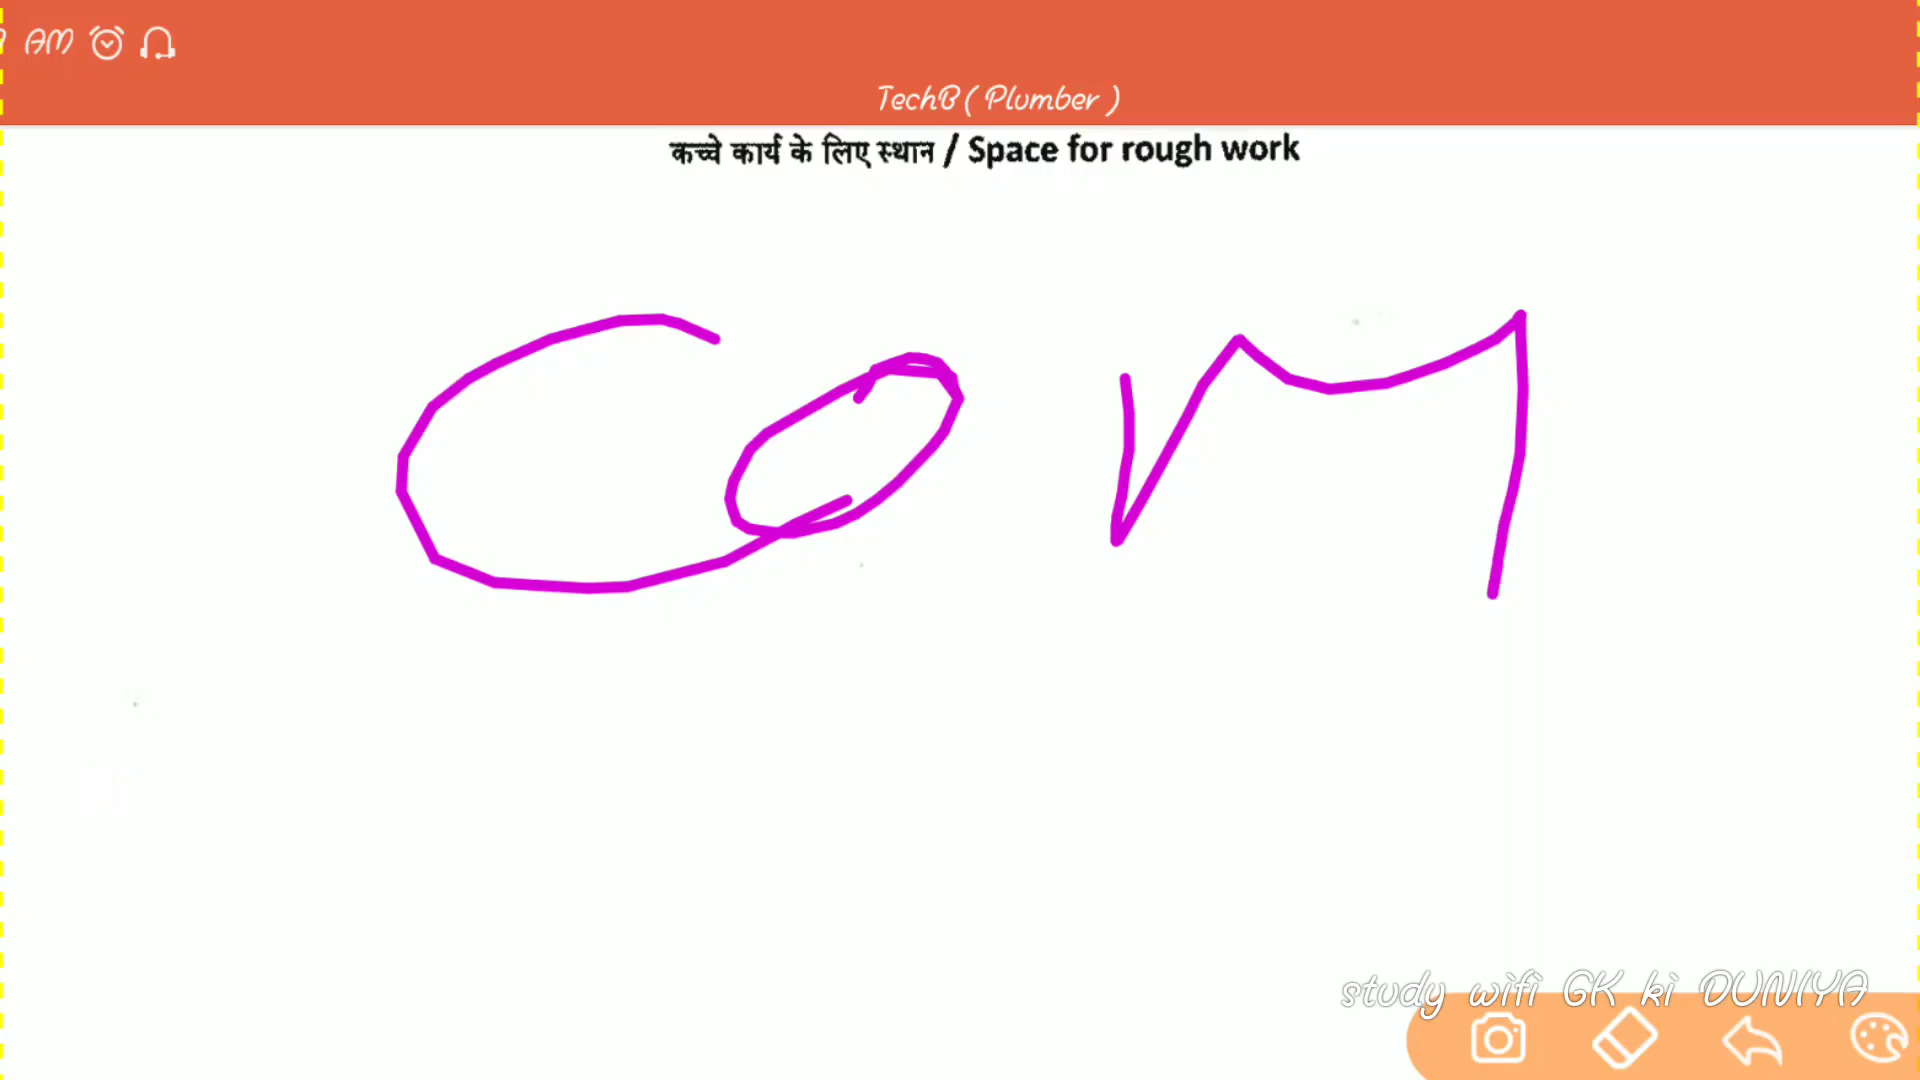 AM
TechB ( Plumber )
कच्चे कार्य के लिए स्थान / Space for rough work
COM
study wifi GK ki DUNIYA